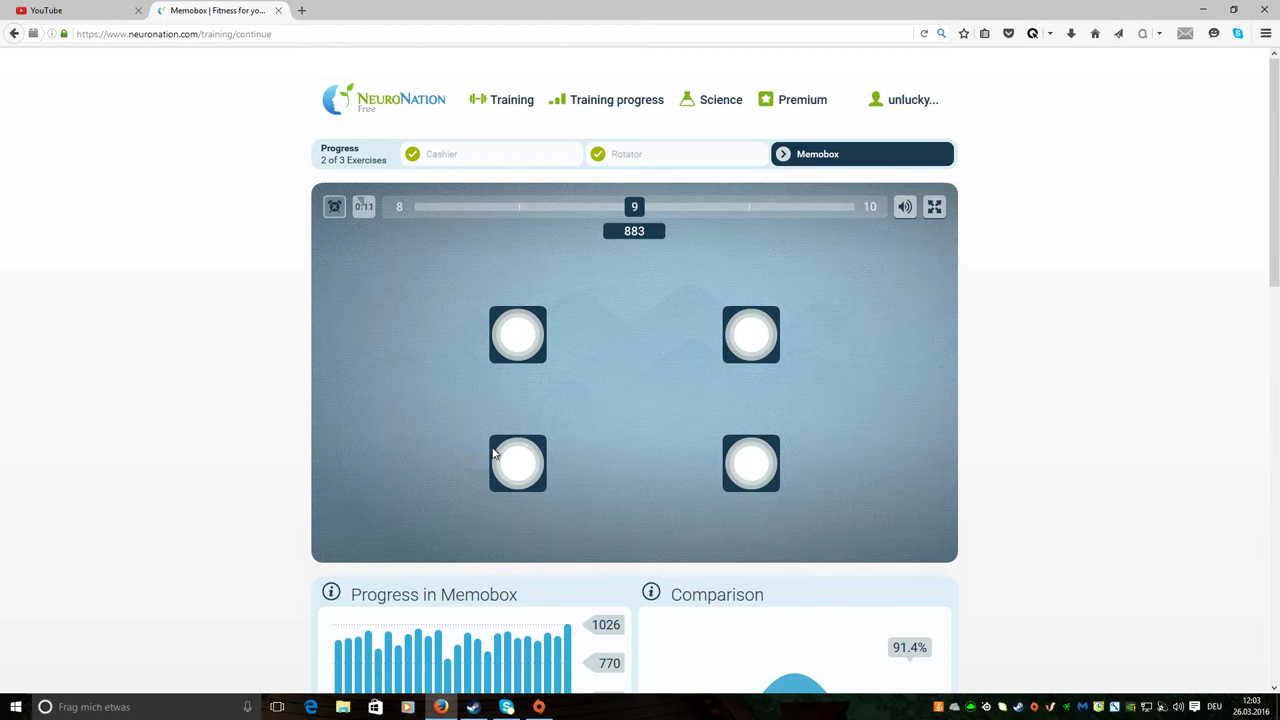 YouTube
Memobox | Fitness for yo...
https://www.neuronation.com/training/continue
NEURONATION
Free
Training
Training progress
Science
Premium
unlucky...
Progress
2 of 3 Exercises
Cashier
Rotator
Memobox
0:11
8
9
10
883
Progress in Memobox
Comparison
1026
770
91.4%
Frag mich etwas
DEU
12:03
26.03.2016